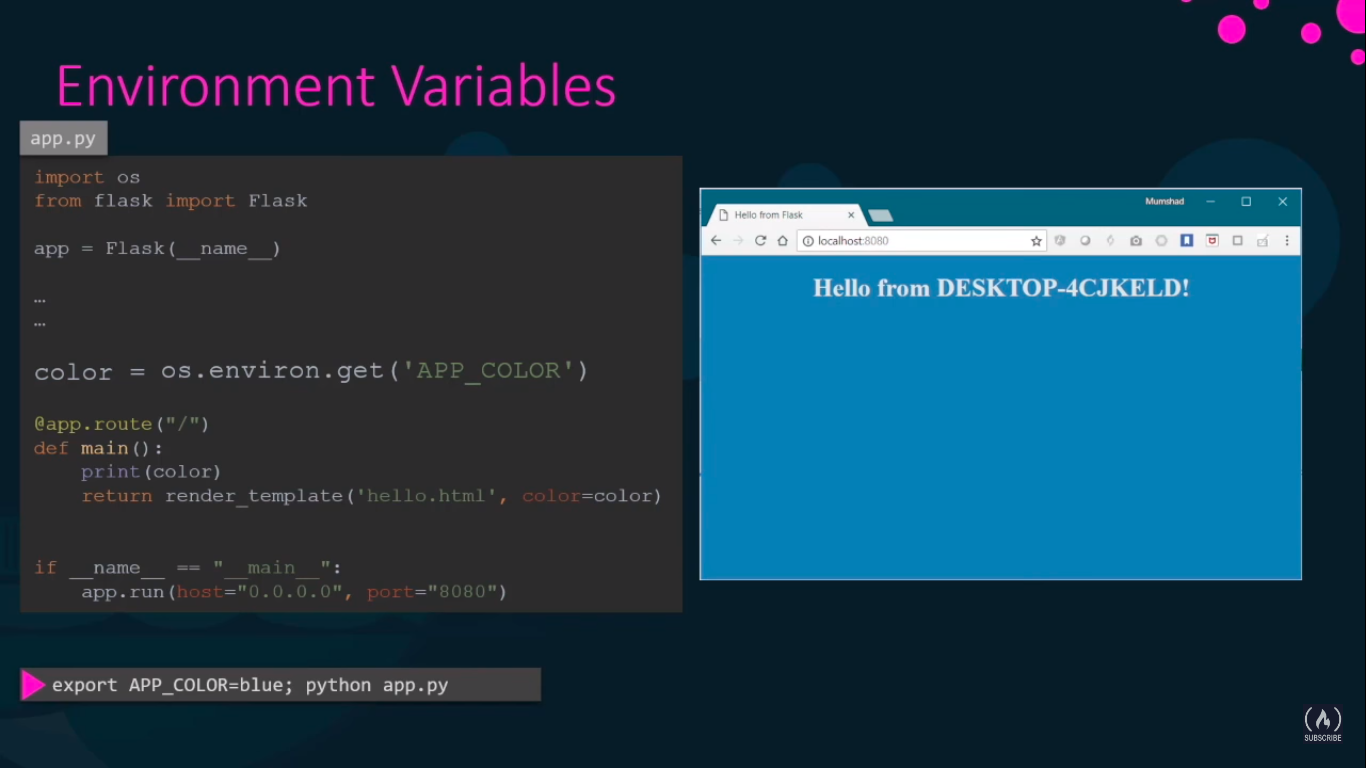 Environment Variables
app.py
import os
from flask import Flask
app = Flask(__name__)
…
…
color = os.environ.get('APP_COLOR')
@app.route("/")
def main():
    print(color)
    return render_template('hello.html', color=color)
if __name__ == "__main__":
    app.run(host="0.0.0.0", port="8080")
export APP_COLOR=blue; python app.py
Mumshad
Hello from Flask
localhost:8080
Hello from DESKTOP-4CJKELD!
SUBSCRIBE